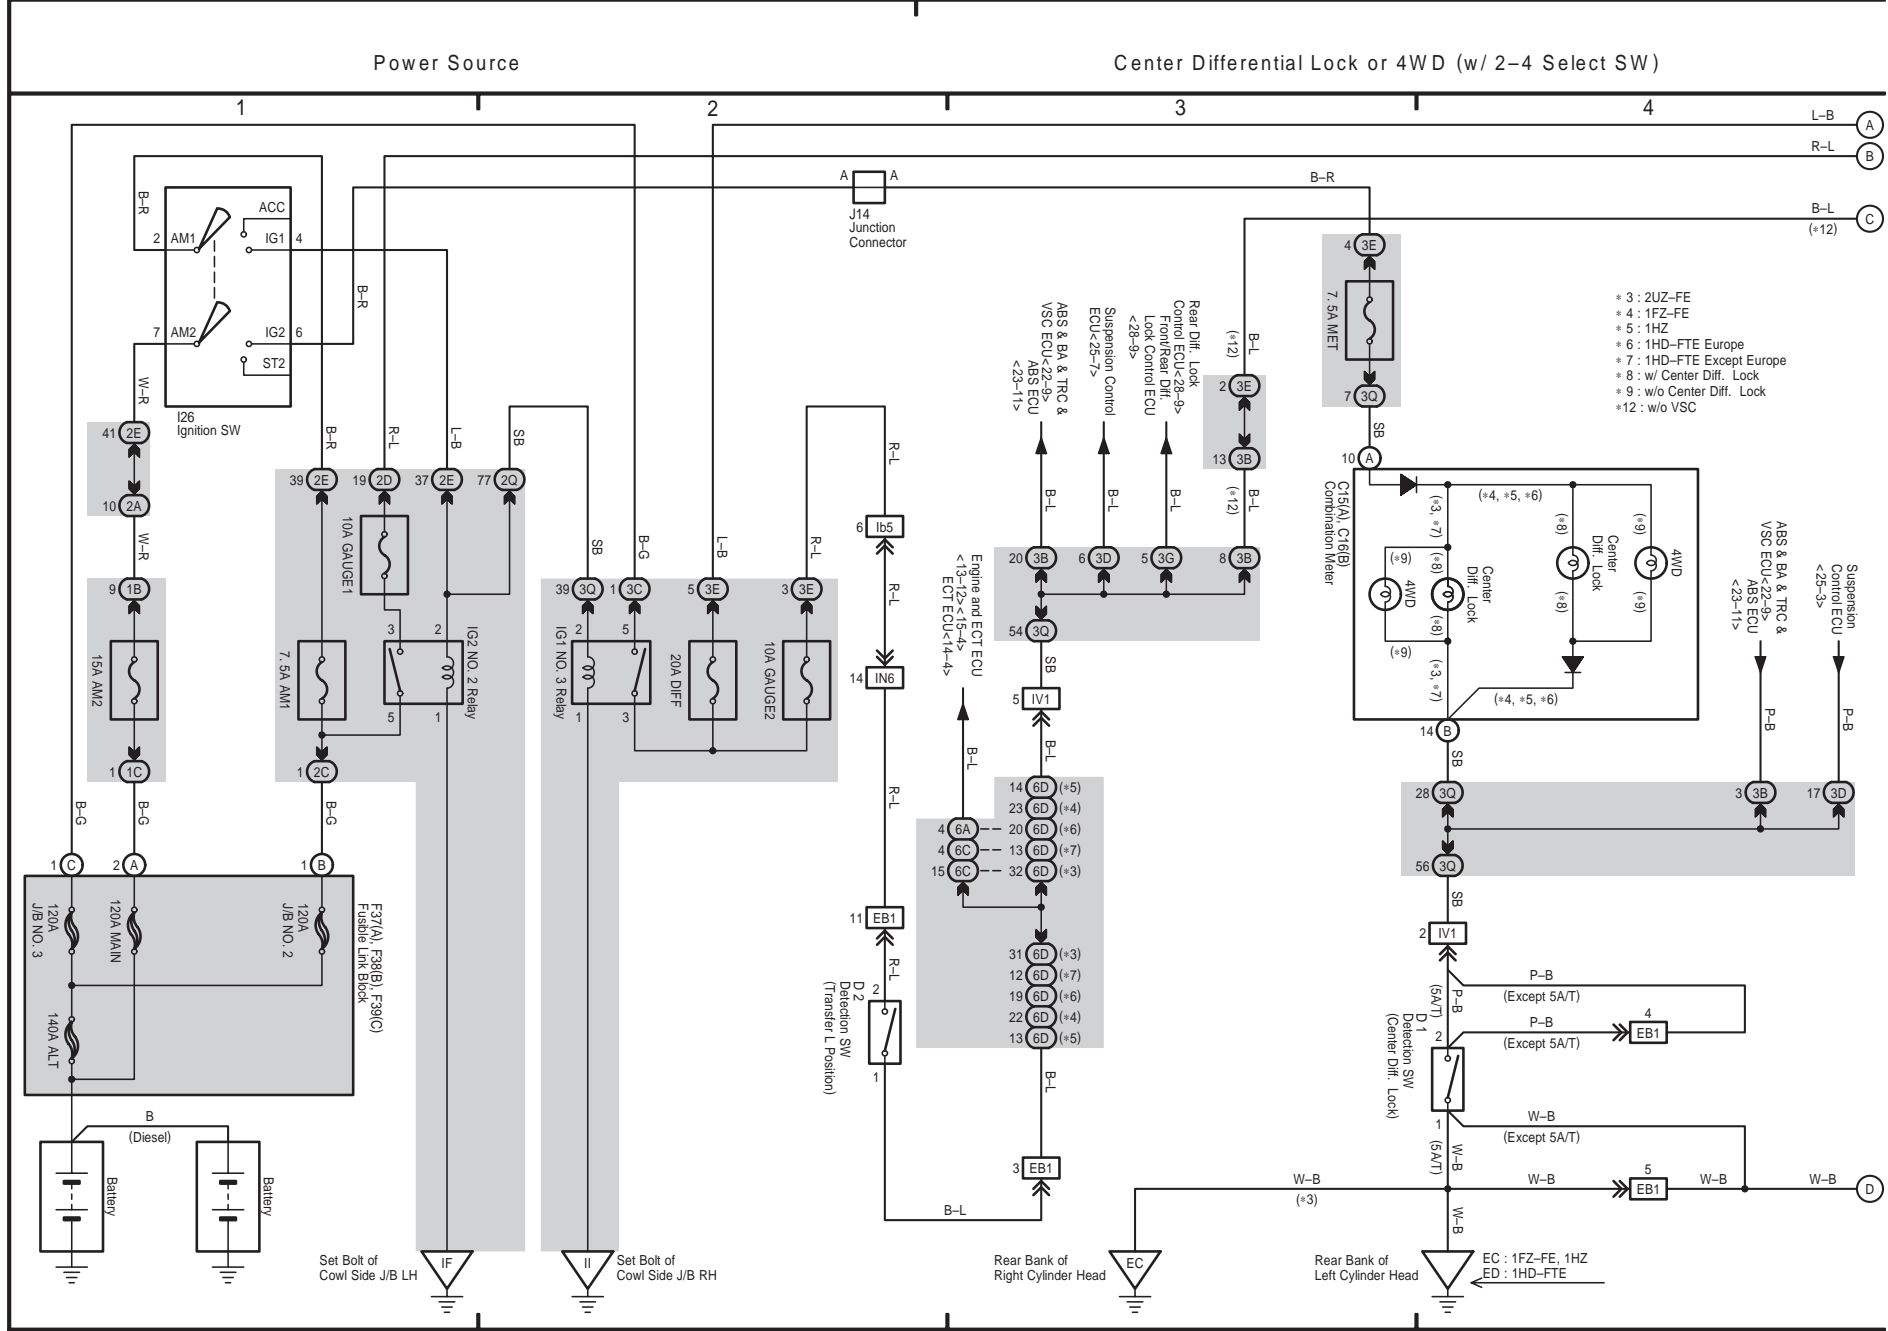 Power Source
Center Differential Lock or 4WD (w/ 2–4 Select SW)
1
2
3
4
L–B
A
R–L
B
B–R
ACC
2
AM1
IG1
4
B–R
7
AM2
IG2
6
ST2
I26
Ignition SW
W–R
A
A
J14
Junction
Connector
B–R
B–L
(*12)
C
4
3E
7. 5A MET
7
3Q
SB
10
A
* 3 : 2UZ–FE
* 4 : 1FZ–FE
* 5 : 1HZ
* 6 : 1HD–FTE Europe
* 7 : 1HD–FTE Except Europe
* 8 : w/ Center Diff. Lock
* 9 : w/o Center Diff. Lock
*12 : w/o VSC
41
2E
10
2A
W–R
9
1B
15A AM2
1
1C
B–G
B–R
R–L
L–B
SB
39
2E
19
2D
37
2E
77
2Q
10A GAUGE1
3
2
7. 5A AM1
5
1
IG2 NO. 2 Relay
1
2C
B–G
B–G
SB
B–G
L–B
R–L
39
3Q
1
3C
5
3E
3
3E
2
5
IG1 NO. 3 Relay
1
3
20A DIFF
10A GAUGE2
R–L
6
Ib5
R–L
14
IN6
R–L
11
EB1
R–L
2
D 2
Detection SW
(Transfer L Position)
1
B–L
ABS & BA & TRC &
VSC ECU<22–9>
ABS ECU
<23–11>
Suspension Control
ECU<25–7>
Rear Diff. Lock
Control ECU<28–9>
Front/Rear Diff.
Lock Control ECU
<28–9>
B–L
(*12)
2
3E
13
3B
B–L
B–L
B–L
B–L
(*12)
20
3B
6
3D
5
3G
8
3B
54
3Q
SB
5
IV1
B–L
Engine and ECT ECU
<13–12><15–4>
ECT ECU<14–4>
B–L
14
6D
(*5)
23
6D
(*4)
4
6A
20
6D
(*6)
4
6C
13
6D
(*7)
15
6C
32
6D
(*3)
31
6D
(*3)
12
6D
(*7)
19
6D
(*6)
22
6D
(*4)
13
6D
(*5)
B–L
3
EB1
C15(A), C16(B)
Combination Meter
(*3, *7)
(*4, *5, *6)
(*9)
(*8)
4WD
Center
Diff. Lock
(*8)
(*9)
(*3, *7)
(*8)
Center
Diff. Lock
(*8)
(*9)
4WD
(*9)
(*4, *5, *6)
14
B
SB
ABS & BA & TRC &
VSC ECU<22–9>
ABS ECU
<23–11>
Suspension
Control ECU
<25–3>
P–B
P–B
28
3Q
3
3B
17
3D
56
3Q
SB
2
IV1
P–B
(5A/T)
P–B
(Except 5A/T)
P–B
(Except 5A/T)
4
EB1
2
D 1
Detection SW
(Center Diff. Lock)
1
W–B
(5A/T)
W–B
(Except 5A/T)
W–B
(*3)
W–B
5
EB1
W–B
W–B
D
W–B
1
C
2
A
1
B
120A
J/B NO. 3
120A MAIN
120A
J/B NO. 2
140A ALT
F37(A), F38(B), F39(C)
Fusible Link Block
B
(Diesel)
Battery
Battery
Set Bolt of
Cowl Side J/B LH
IF
II
Set Bolt of
Cowl Side J/B RH
Rear Bank of
Right Cylinder Head
EC
Rear Bank of
Left Cylinder Head
EC : 1FZ–FE, 1HZ
ED : 1HD–FTE